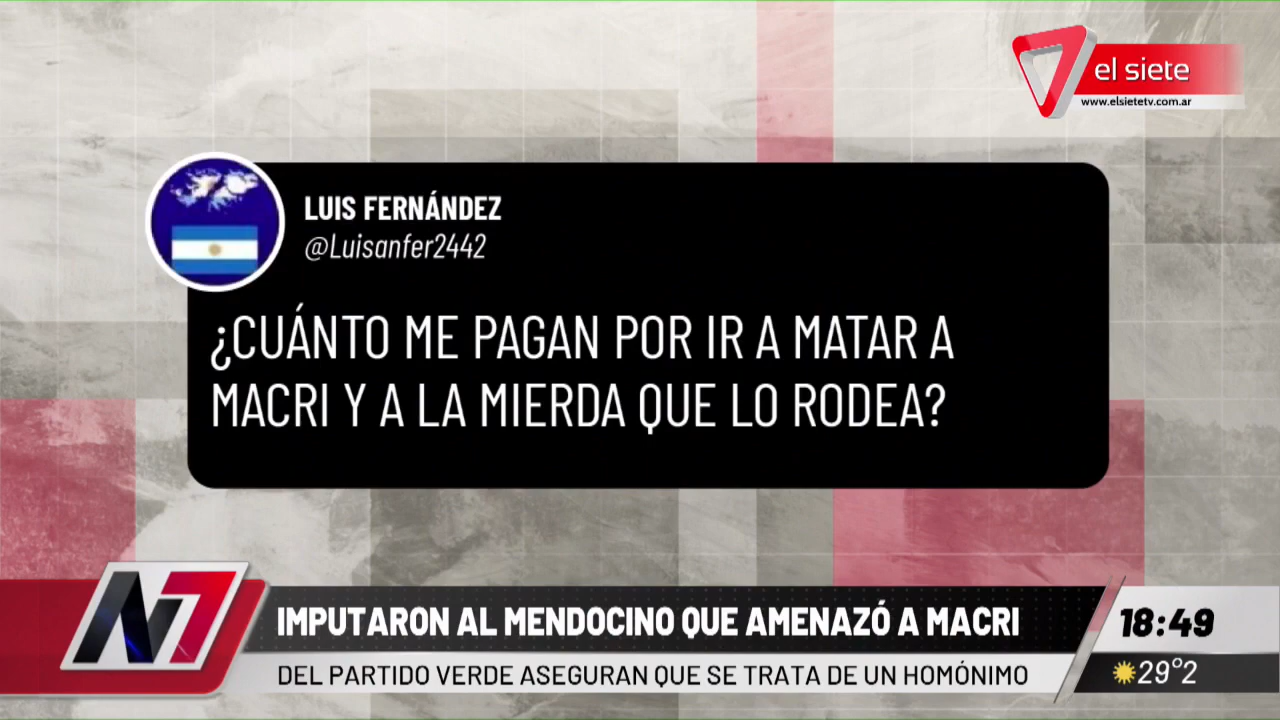 el siete
www.elsietetv.com.ar
LUIS FERNÁNDEZ
@Luisanfer2442
¿CUÁNTO ME PAGAN POR IR A MATAR A
MACRI Y A LA MIERDA QUE LO RODEA?
N7
IMPUTARON AL MENDOCINO QUE AMENAZÓ A MACRI
DEL PARTIDO VERDE ASEGURAN QUE SE TRATA DE UN HOMÓNIMO
18:49
29°2